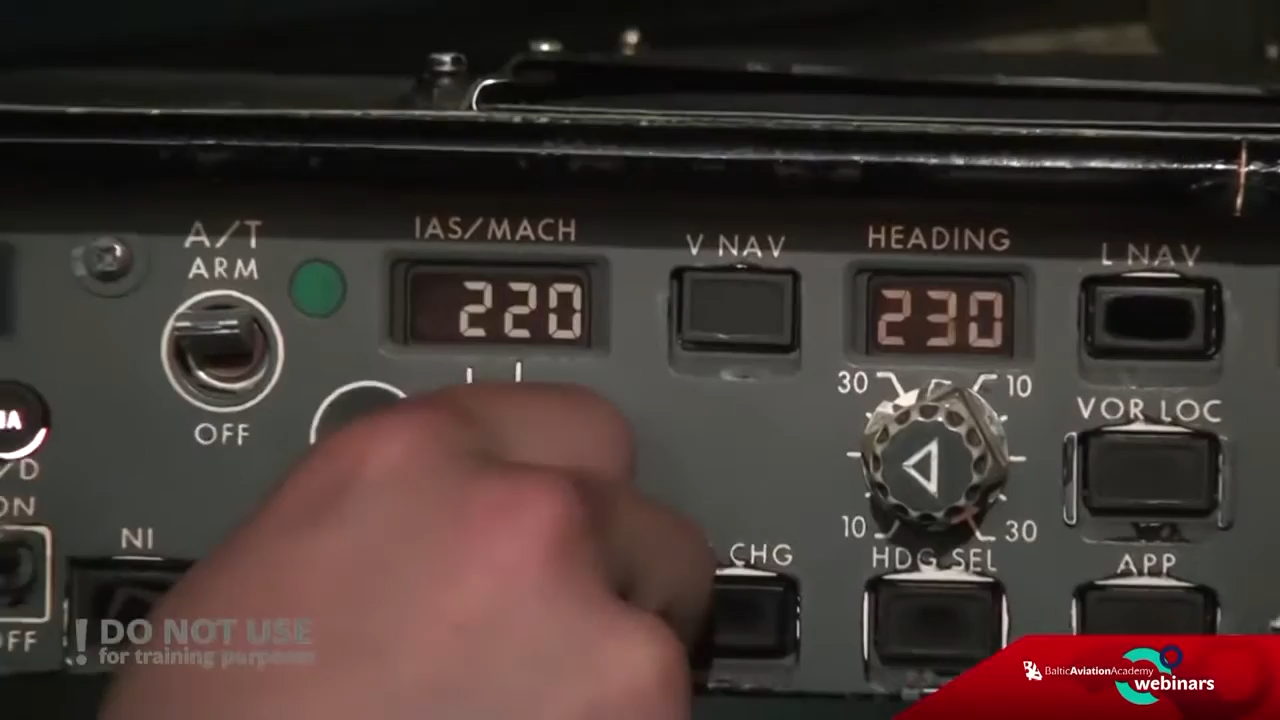 A/T
ARM
OFF
IAS/MACH
220
V NAV
HEADING
230
L NAV
30
10
10
30
VOR LOC
HDG SEL
APP
CHG
N1
/D
ON
OFF
! DO NOT USE
for training purposes
BalticAviationAcademy
webinars